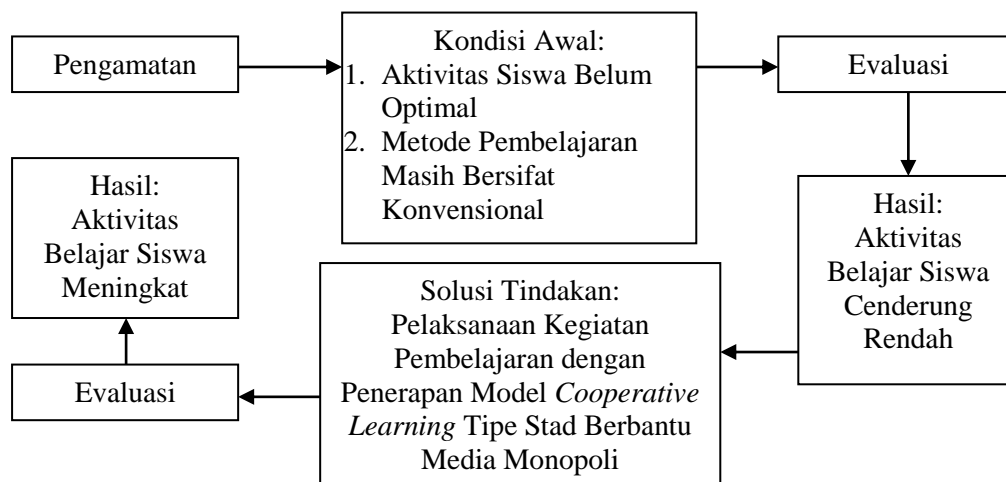 Pengamatan
Kondisi Awal:
1. Aktivitas Siswa Belum
Optimal
2. Metode Pembelajaran
Masih Bersifat
Konvensional
Evaluasi
Hasil:
Aktivitas
Belajar Siswa
Cenderung
Rendah
Solusi Tindakan:
Pelaksanaan Kegiatan
Pembelajaran dengan
Penerapan Model Cooperative
Learning Tipe Stad Berbantu
Media Monopoli
Evaluasi
Hasil:
Aktivitas
Belajar Siswa
Meningkat